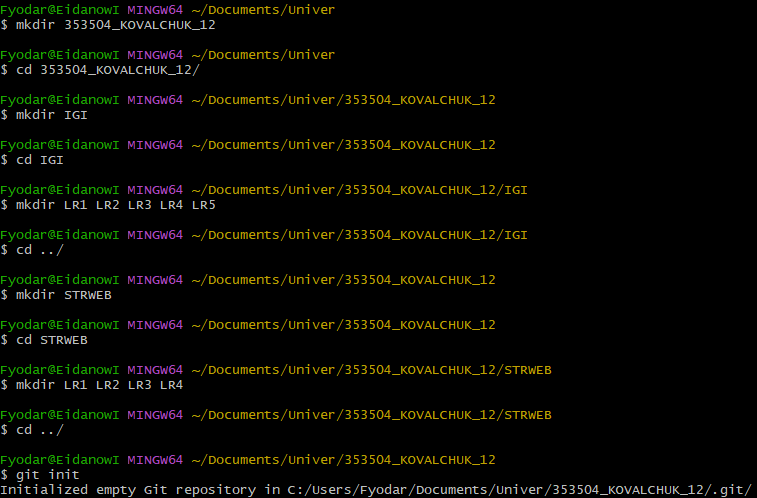 Fyodar@EidanowI MINGW64 ~/Documents/Univer
$ mkdir 353504_KOVALCHUK_12
Fyodar@EidanowI MINGW64 ~/Documents/Univer
$ cd 353504_KOVALCHUK_12/
Fyodar@EidanowI MINGW64 ~/Documents/Univer/353504_KOVALCHUK_12
$ mkdir IGI
Fyodar@EidanowI MINGW64 ~/Documents/Univer/353504_KOVALCHUK_12
$ cd IGI
Fyodar@EidanowI MINGW64 ~/Documents/Univer/353504_KOVALCHUK_12/IGI
$ mkdir LR1 LR2 LR3 LR4 LR5
Fyodar@EidanowI MINGW64 ~/Documents/Univer/353504_KOVALCHUK_12/IGI
$ cd ../
Fyodar@EidanowI MINGW64 ~/Documents/Univer/353504_KOVALCHUK_12
$ mkdir STRWEB
Fyodar@EidanowI MINGW64 ~/Documents/Univer/353504_KOVALCHUK_12
$ cd STRWEB
Fyodar@EidanowI MINGW64 ~/Documents/Univer/353504_KOVALCHUK_12/STRWEB
$ mkdir LR1 LR2 LR3 LR4
Fyodar@EidanowI MINGW64 ~/Documents/Univer/353504_KOVALCHUK_12/STRWEB
$ cd ../
Fyodar@EidanowI MINGW64 ~/Documents/Univer/353504_KOVALCHUK_12
$ git init
Initialized empty Git repository in C:/Users/Fyodar/Documents/Univer/353504_KOVALCHUK_12/.git/